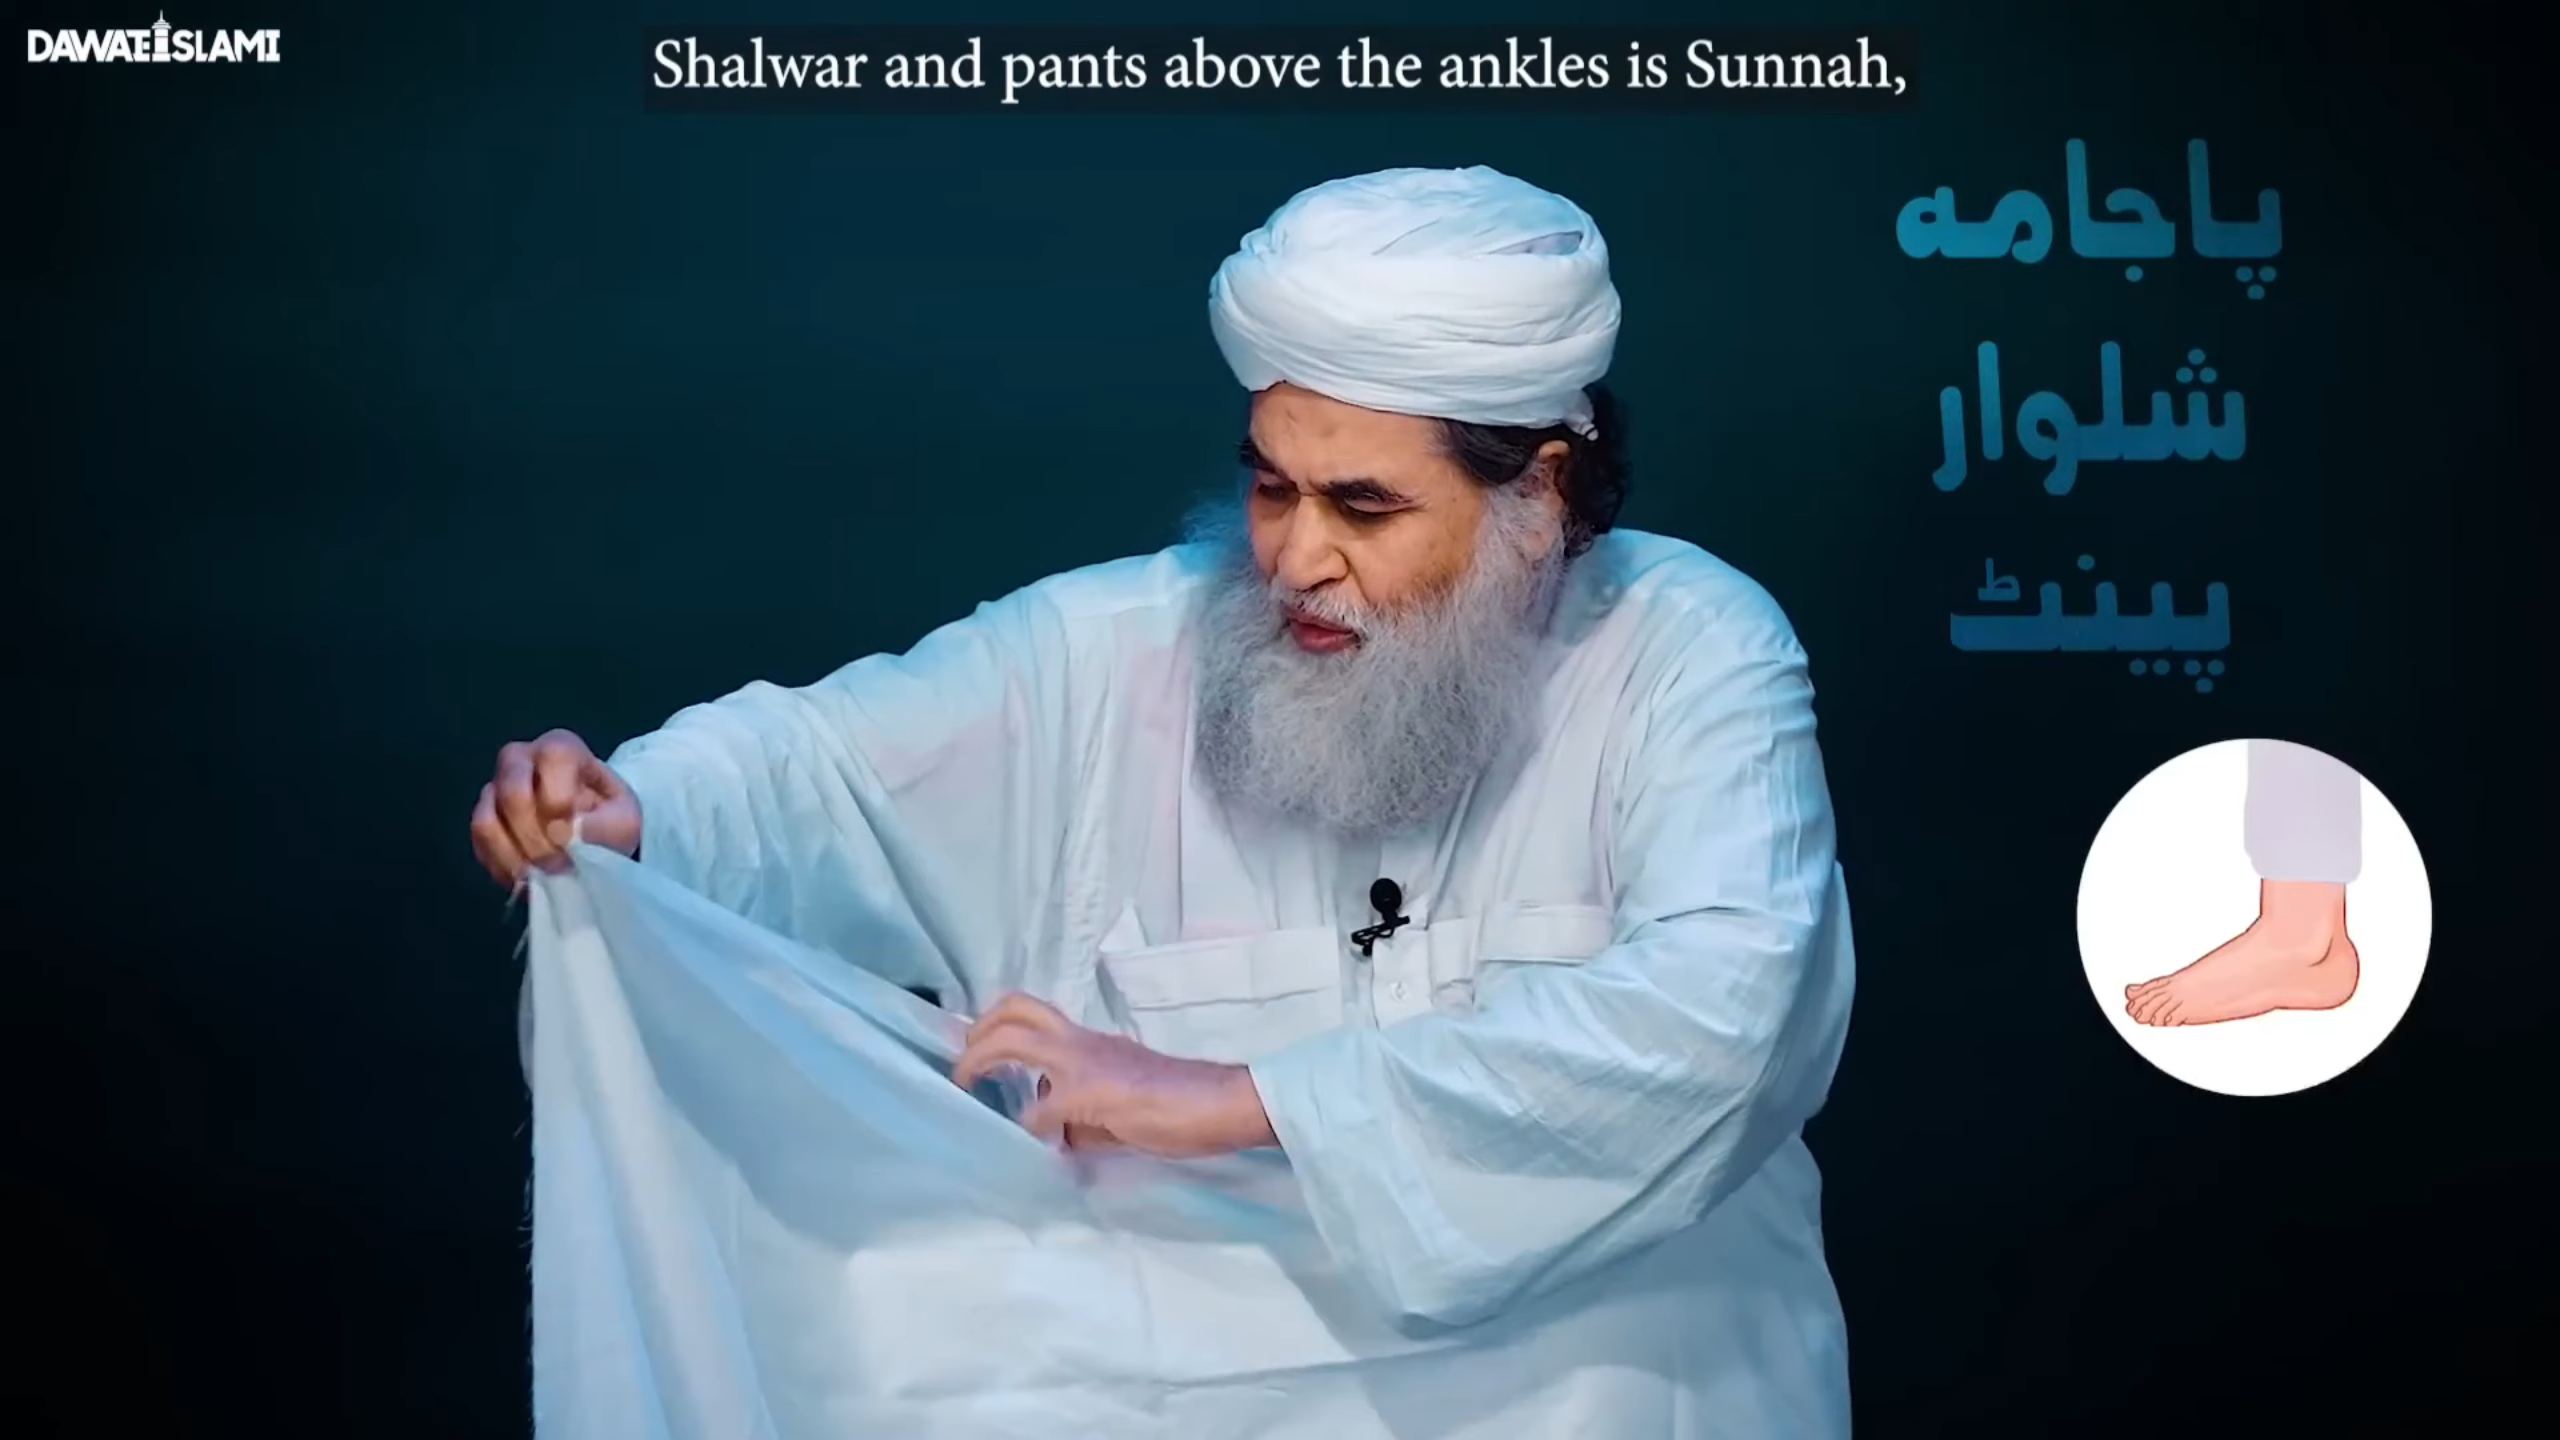 DAWATEISLAMI
Shalwar and pants above the ankles is Sunnah,
پاجامہ
شلوار
پینٹ